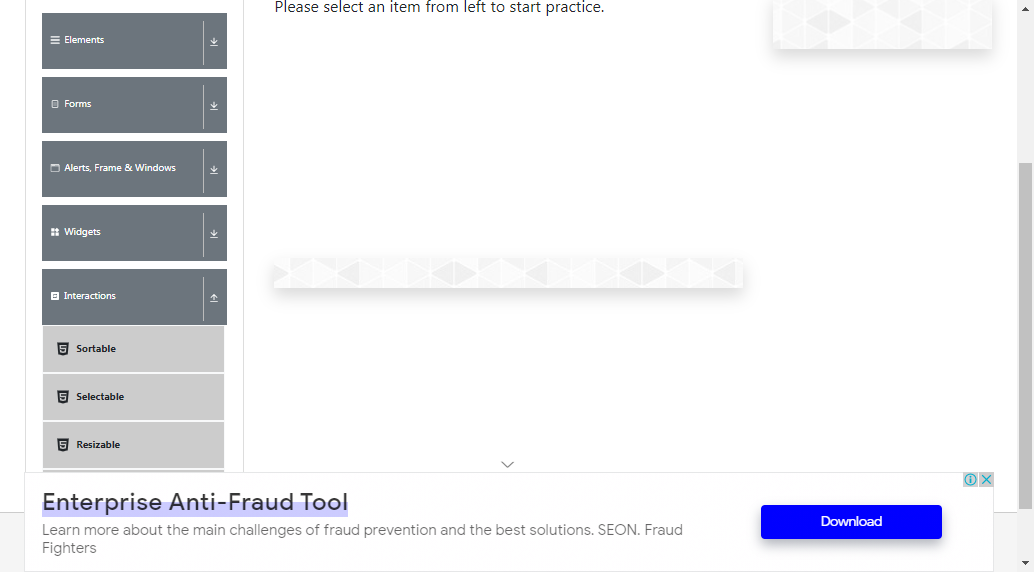 Please select an item from left to start practice.
Elements
Forms
Alerts, Frame & Windows
Widgets
Interactions
Sortable
Selectable
Resizable
Enterprise Anti-Fraud Tool
Learn more about the main challenges of fraud prevention and the best solutions. SEON. Fraud
Fighters
Download